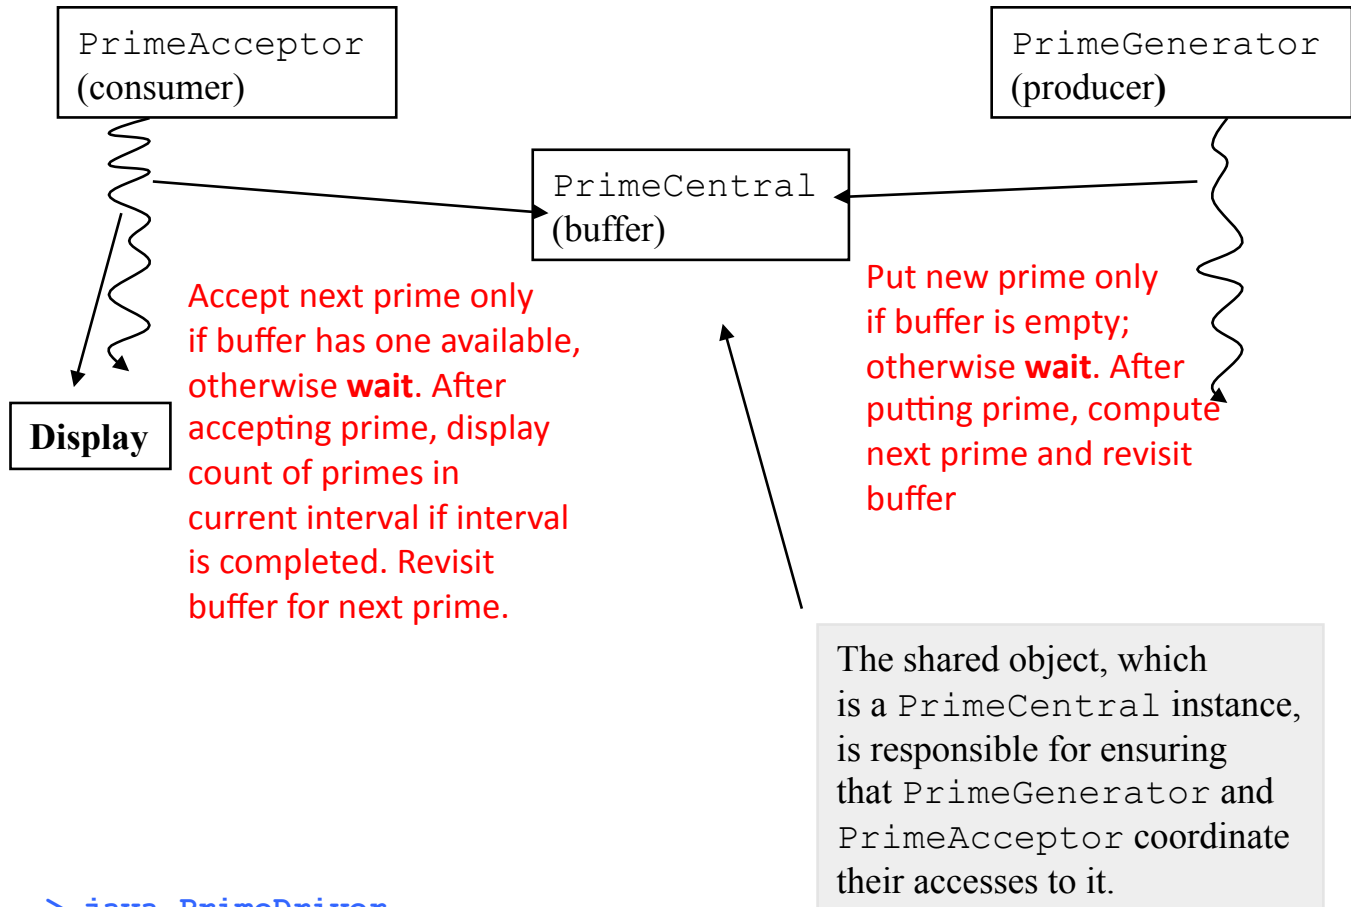 PrimeAcceptor
(consumer)
PrimeGenerator
(producer)
PrimeCentral
(buffer)
Accept next prime only
if buffer has one available,
otherwise wait. After
accepting prime, display
count of primes in
current interval if interval
is completed. Revisit
buffer for next prime.
Put new prime only
if buffer is empty;
otherwise wait. After
putting prime, compute
next prime and revisit
buffer
Display
The shared object, which
is a PrimeCentral instance,
is responsible for ensuring
that PrimeGenerator and
PrimeAcceptor coordinate
their accesses to it.
> java PrimeDriver